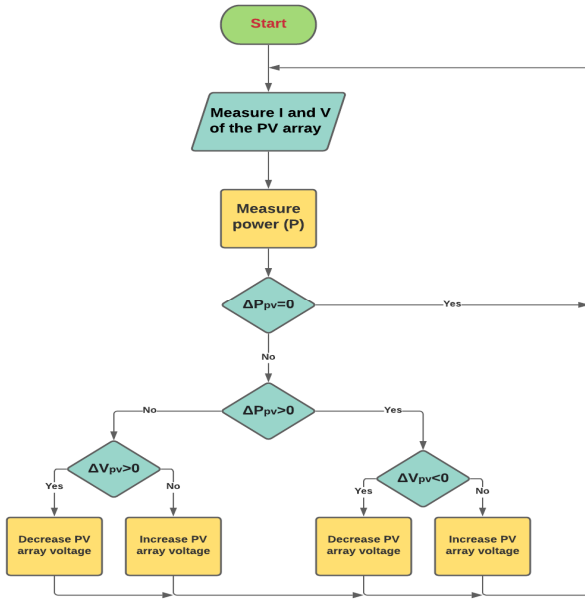 Start
Measure I and V
of the PV array
Measure
power (P)
ΔPpv=0
Yes
No
ΔPpv>0
No
Yes
ΔVpv>0
ΔVpv<0
Yes
No
Yes
No
Decrease PV
array voltage
Increase PV
array voltage
Decrease PV
array voltage
Increase PV
array voltage